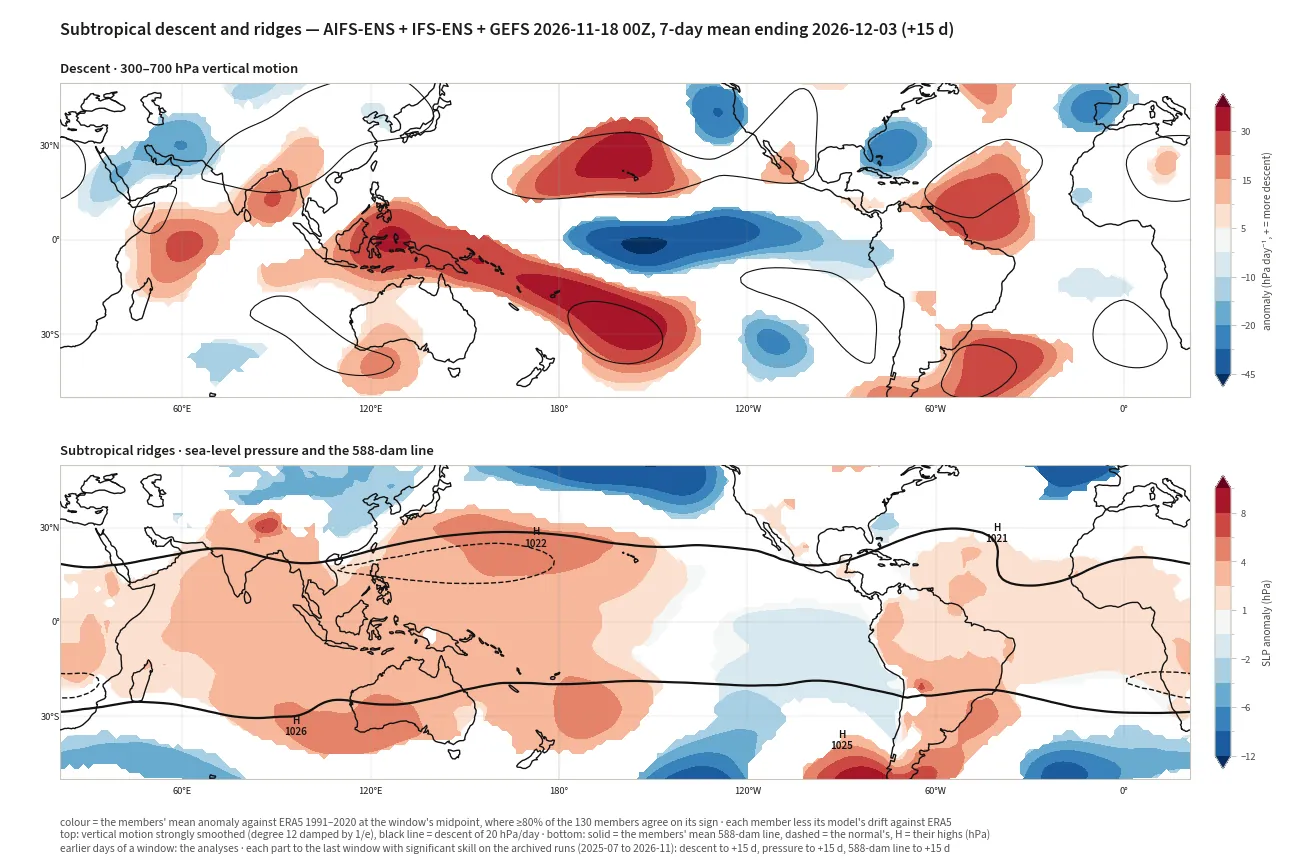 Subtropical descent and ridges — AIFS-ENS + IFS-ENS + GEFS 2026-11-18 00Z, 7-day mean ending 2026-12-03 (+15 d)
Descent · 300–700 hPa vertical motion
30°N
0°
30°S
60°E
120°E
180°
120°W
60°W
0°
30
15
5
−10
−20
−45
anomaly (hPa day⁻¹, + = more descent)
Subtropical ridges · sea-level pressure and the 588-dam line
30°N
0°
30°S
H
1022
H
1021
H
1026
H
1025
60°E
120°E
180°
120°W
60°W
0°
8
4
1
−2
−6
−12
SLP anomaly (hPa)
colour = the members' mean anomaly against ERA5 1991–2020 at the window's midpoint, where ≥80% of the 130 members agree on its sign · each member less its model's drift against ERA5
top: vertical motion strongly smoothed (degree 12 damped by 1/e), black line = descent of 20 hPa/day · bottom: solid = the members' mean 588-dam line, dashed = the normal's, H = their highs (hPa)
earlier days of a window: the analyses · each part to the last window with significant skill on the archived runs (2025-07 to 2026-11): descent to +15 d, pressure to +15 d, 588-dam line to +15 d